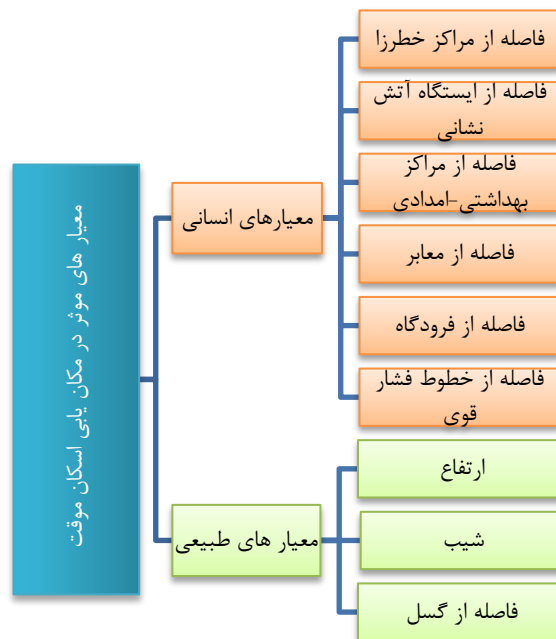 معیار های موثر در مکان یابی اسکان موقت
معیارهای انسانی
فاصله از مراکز خطرزا
فاصله از ایستگاه آتش
نشانی
فاصله از مراکز
بهداشتی-امدادی
فاصله از معابر
فاصله از فرودگاه
فاصله از خطوط فشار
قوی
معیار های طبیعی
ارتفاع
شیب
فاصله از گسل